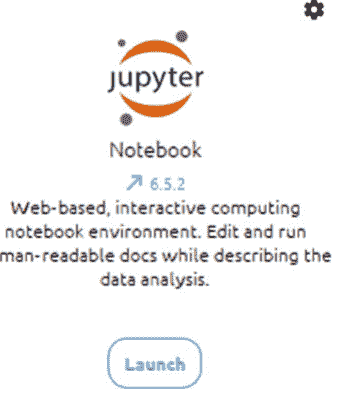 jupyter
Notebook
6.5.2
Web-based, interactive computing
notebook environment. Edit and run
man-readable docs while describing the
data analysis.
Launch